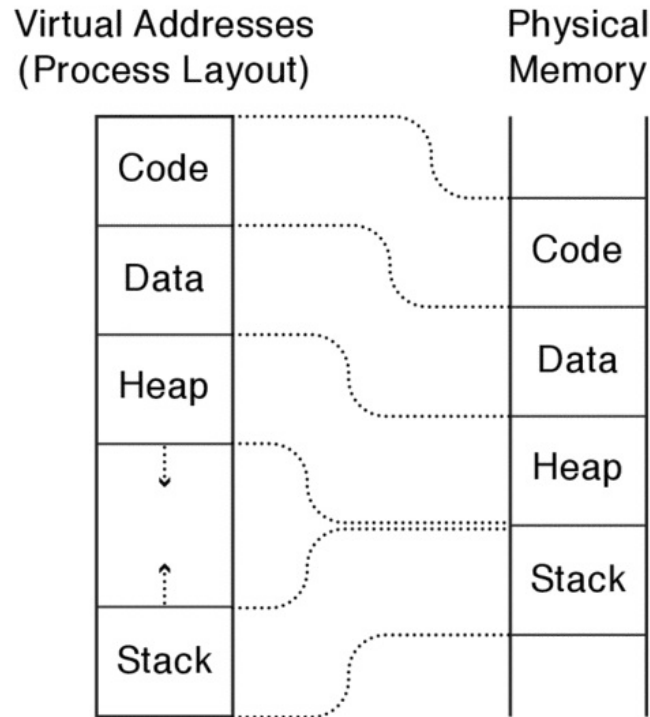 Virtual Addresses
(Process Layout)
Physical
Memory
Code
Data
Heap
Stack
Code
Data
Heap
Stack